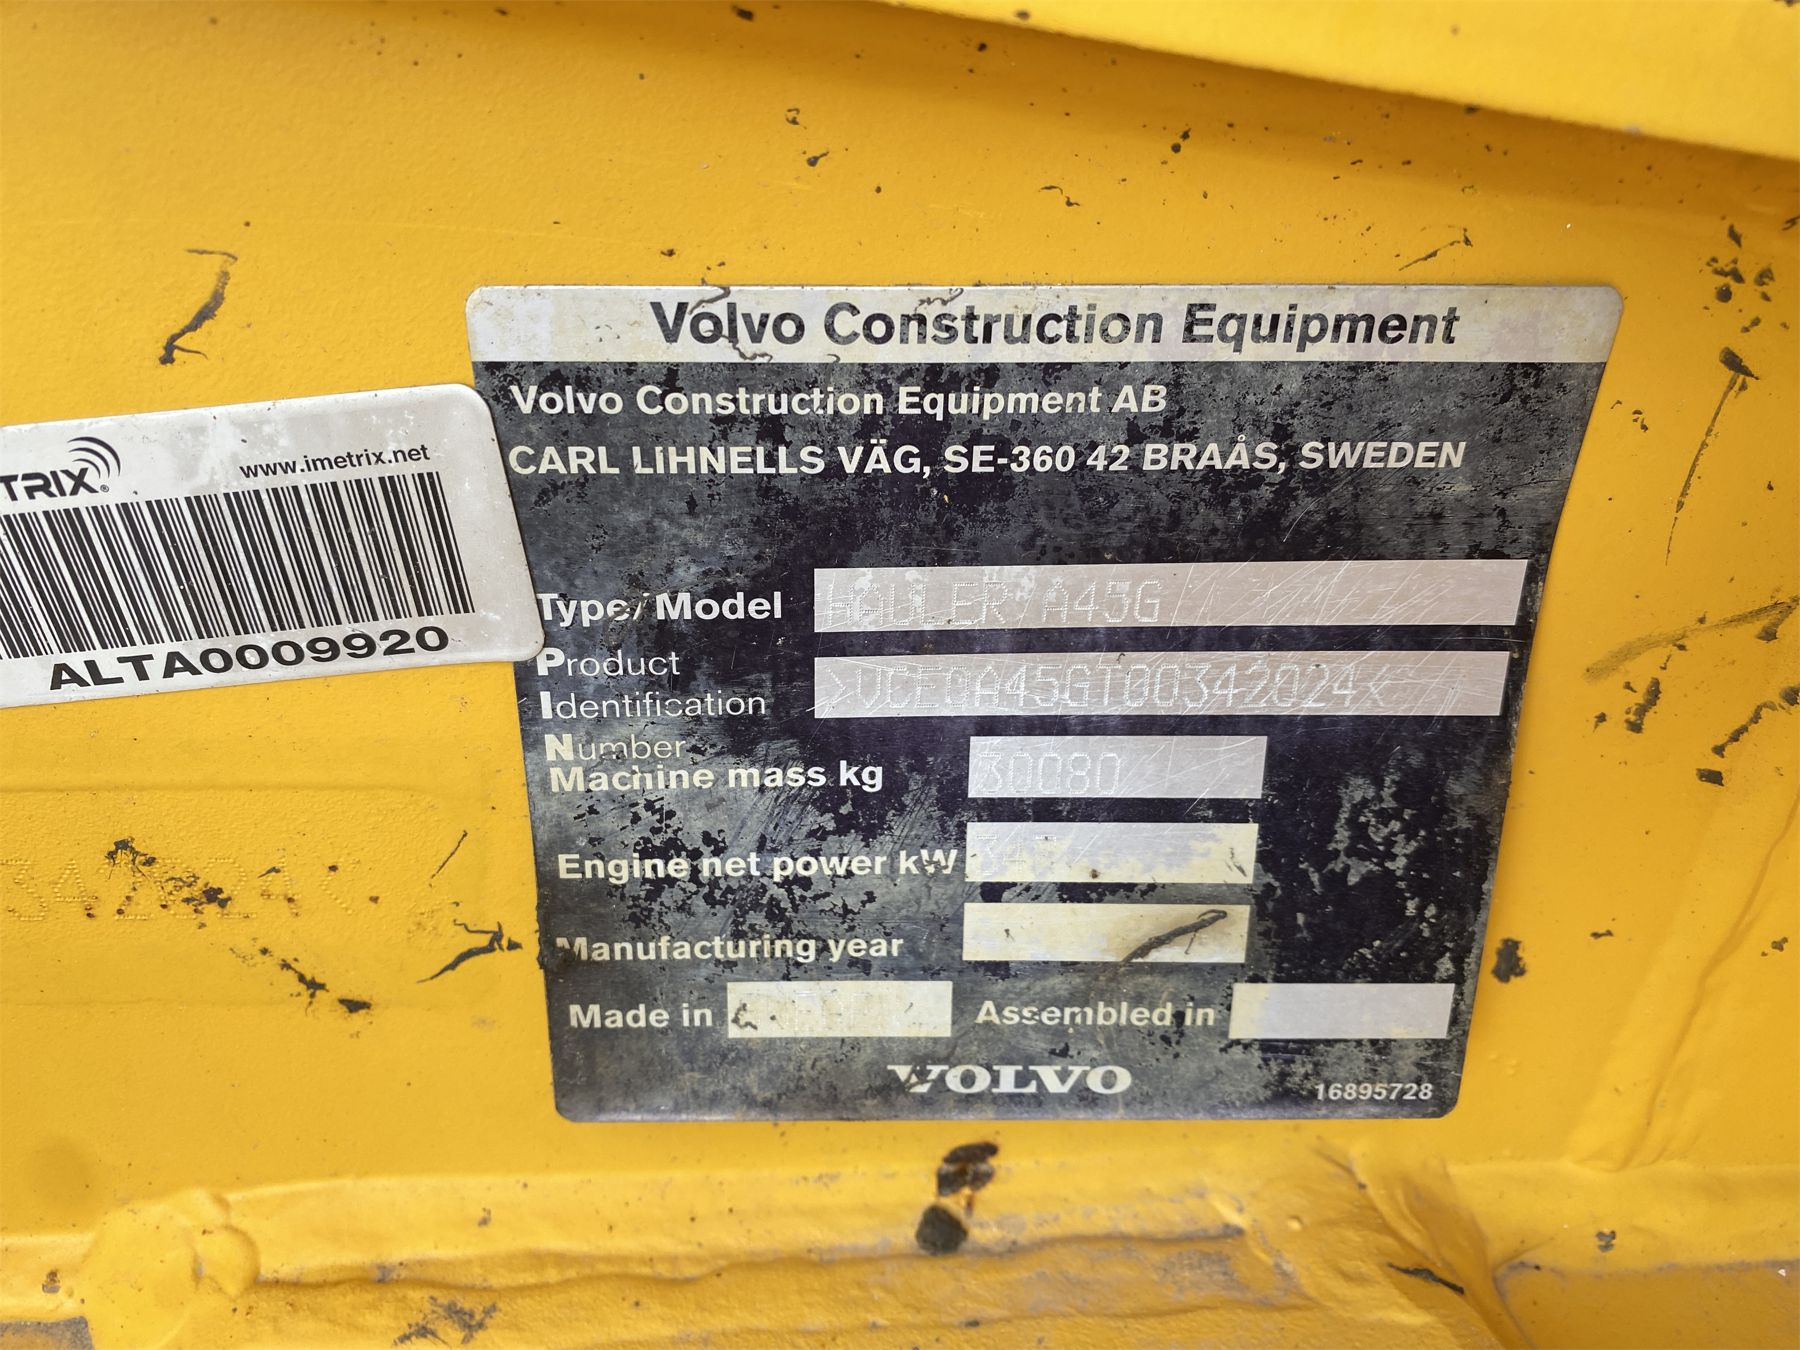 Volvo Construction Equipment
Volvo Construction Equipment AB
CARL LIHNELLS VÄG, SE-360 42 BRAÅS, SWEDEN
TRIX®
www.imetrix.net
ALTA0009920
Type/Model HAULER A45G
Product
Identification >VCE0A45GT00342024<
Number
Machine mass kg 30080
342024<
Engine net power kW
Manufacturing year
Made in
Assembled in
VOLVO
16895728